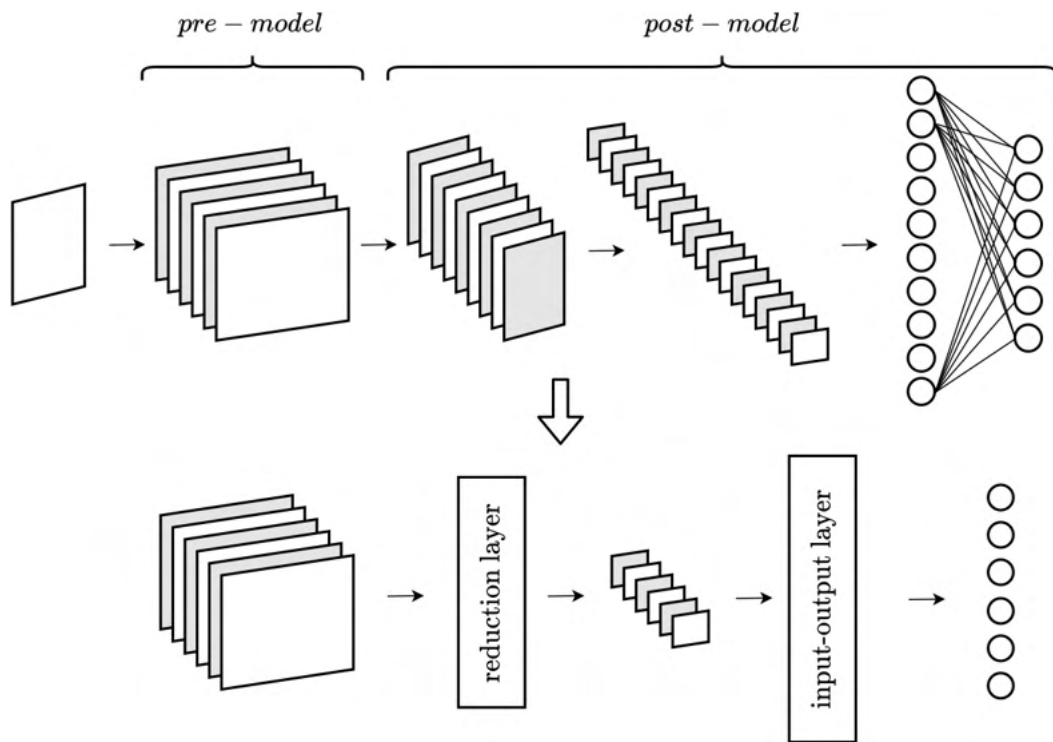 pre − model
post − model
reduction layer
input-output layer